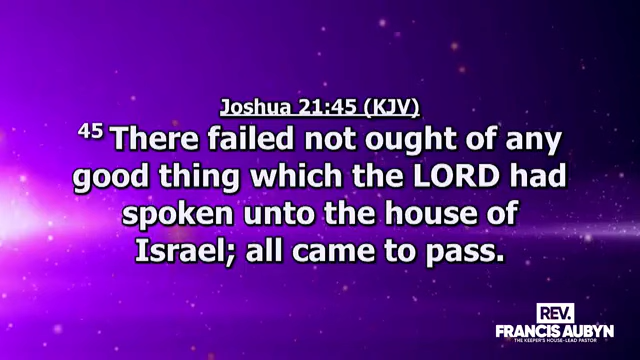 Joshua 21:45 (KJV)
45 There failed not ought of any
good thing which the LORD had
spoken unto the house of
Israel; all came to pass.
REV.
FRANCIS AUBYN
THE KEEPER'S HOUSE-LEAD PASTOR